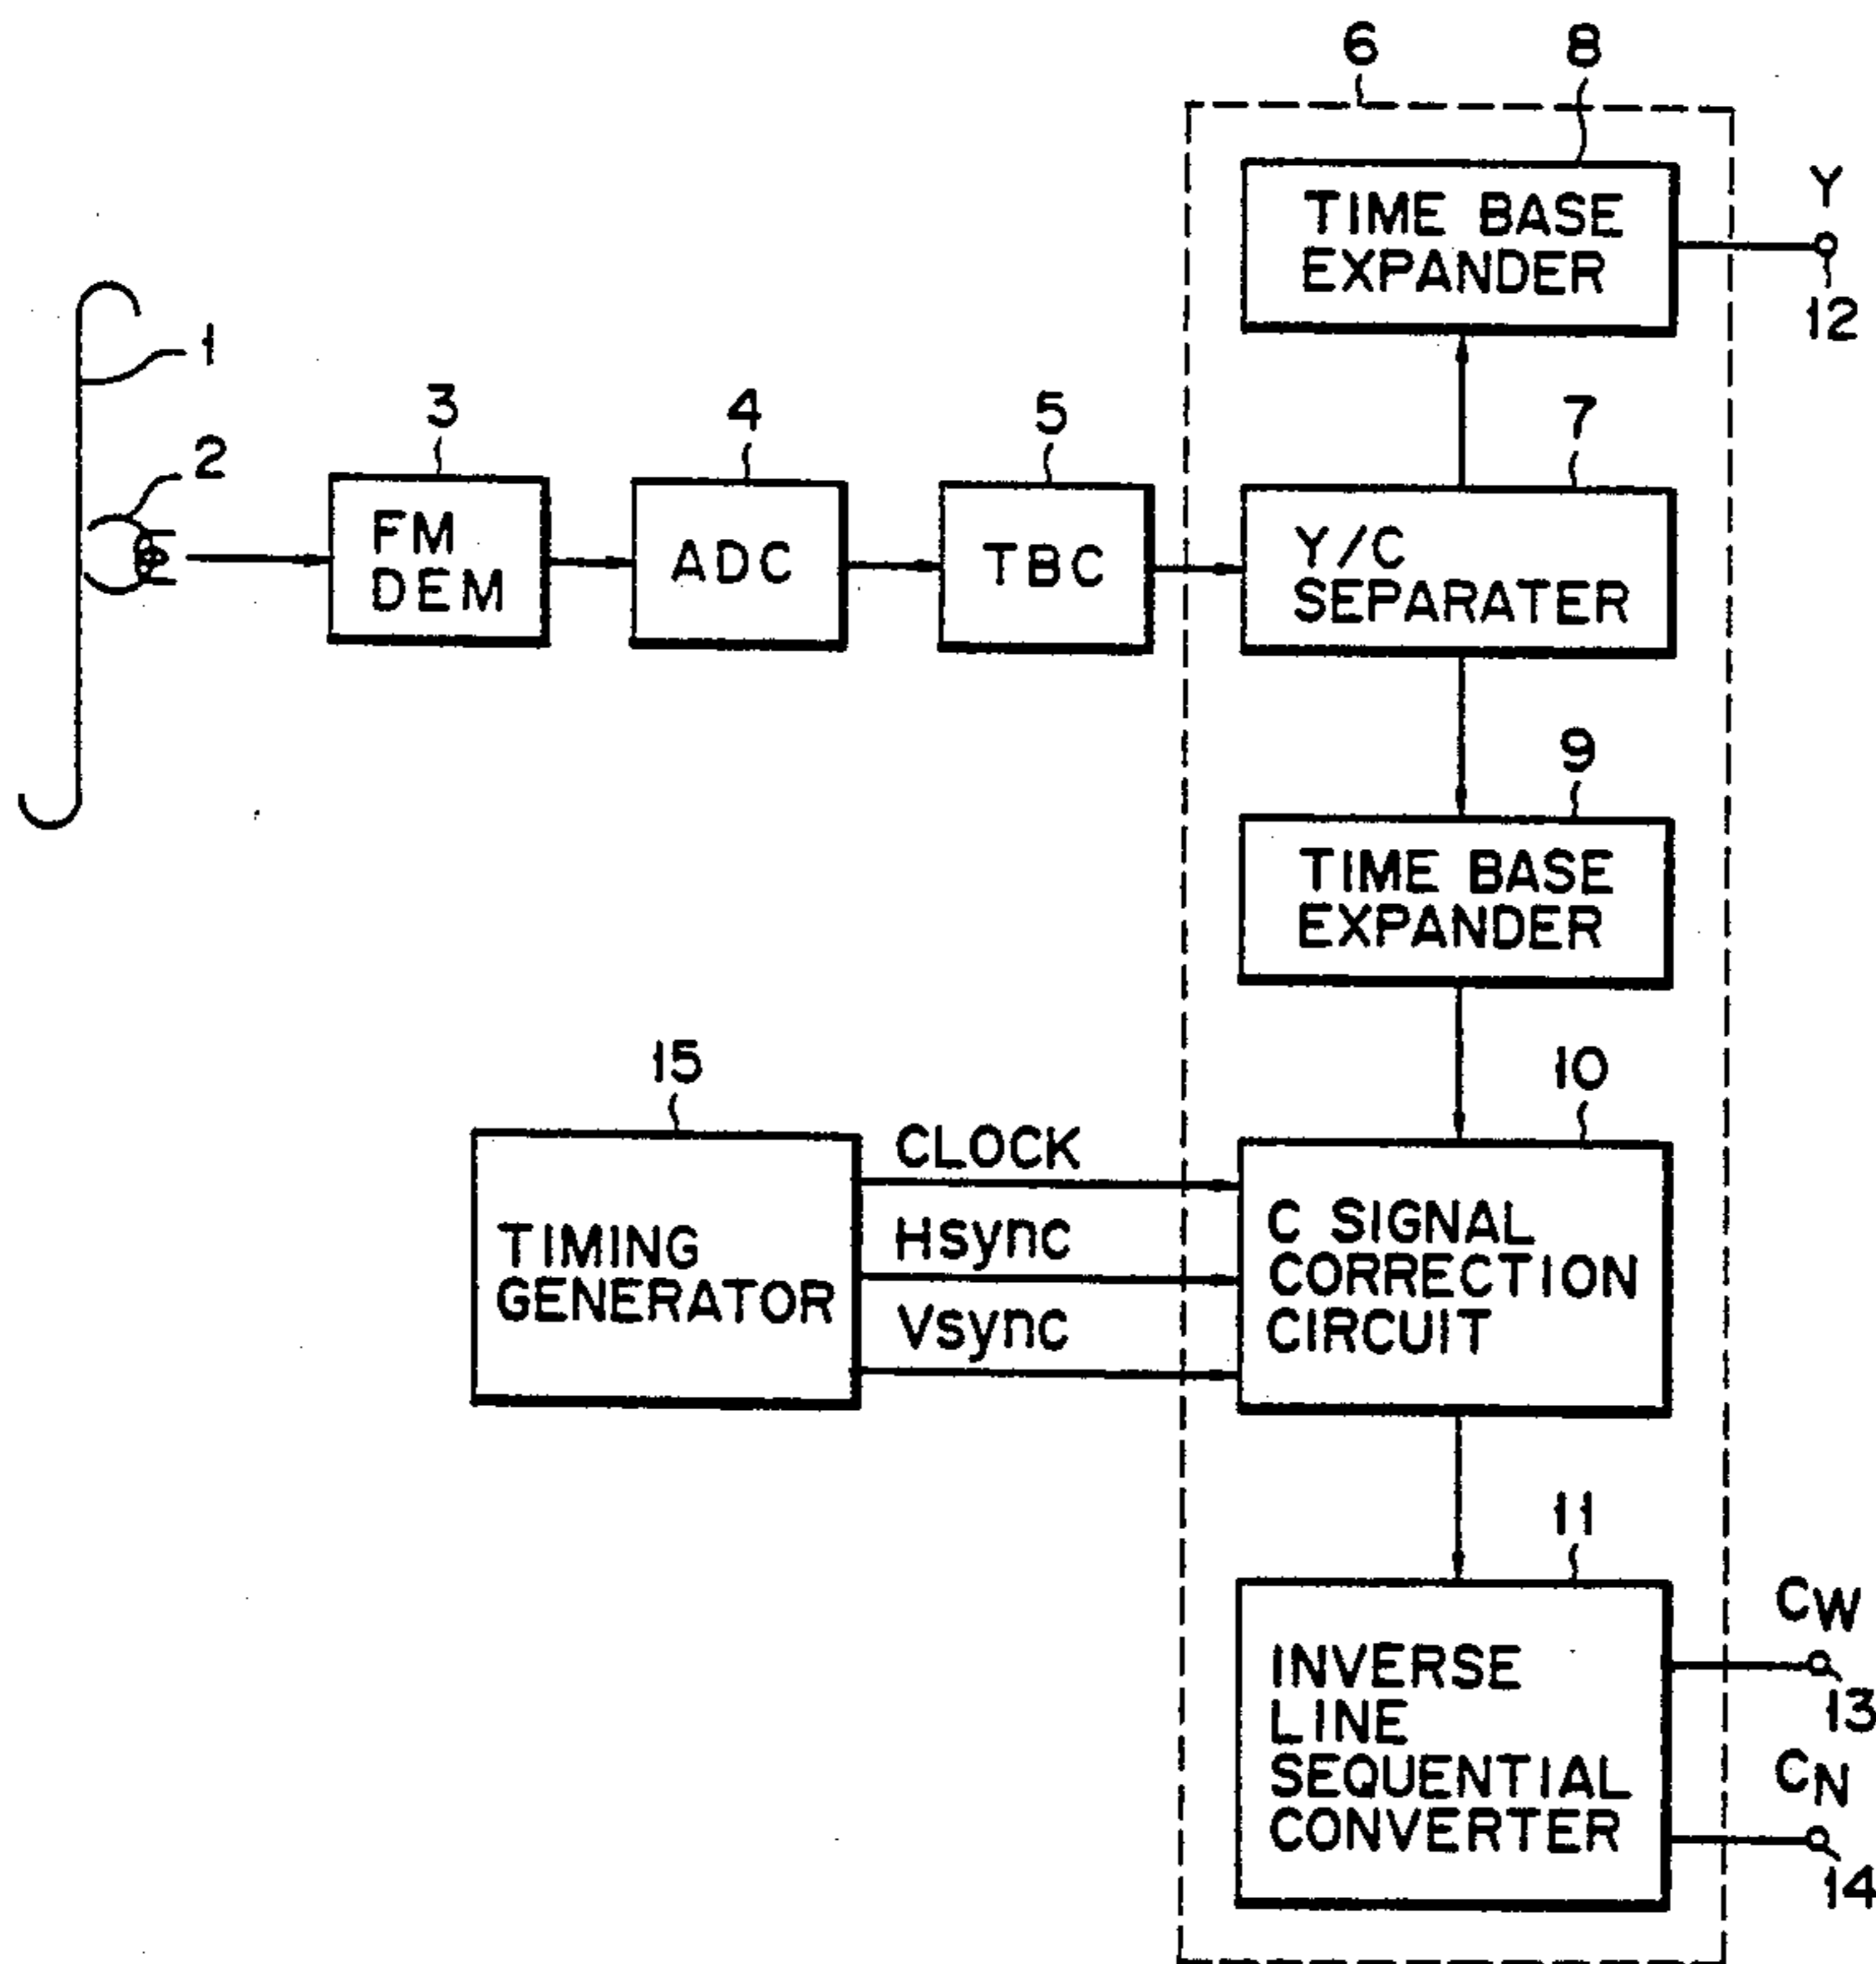 6
8
TIME BASE
EXPANDER
Y
12
1
2
3
FM
DEM
4
ADC
5
TBC
7
Y/C
SEPARATER
9
TIME BASE
EXPANDER
15
TIMING
GENERATOR
CLOCK
Hsync
Vsync
10
C SIGNAL
CORRECTION
CIRCUIT
11
INVERSE
LINE
SEQUENTIAL
CONVERTER
CW
13
CN
14